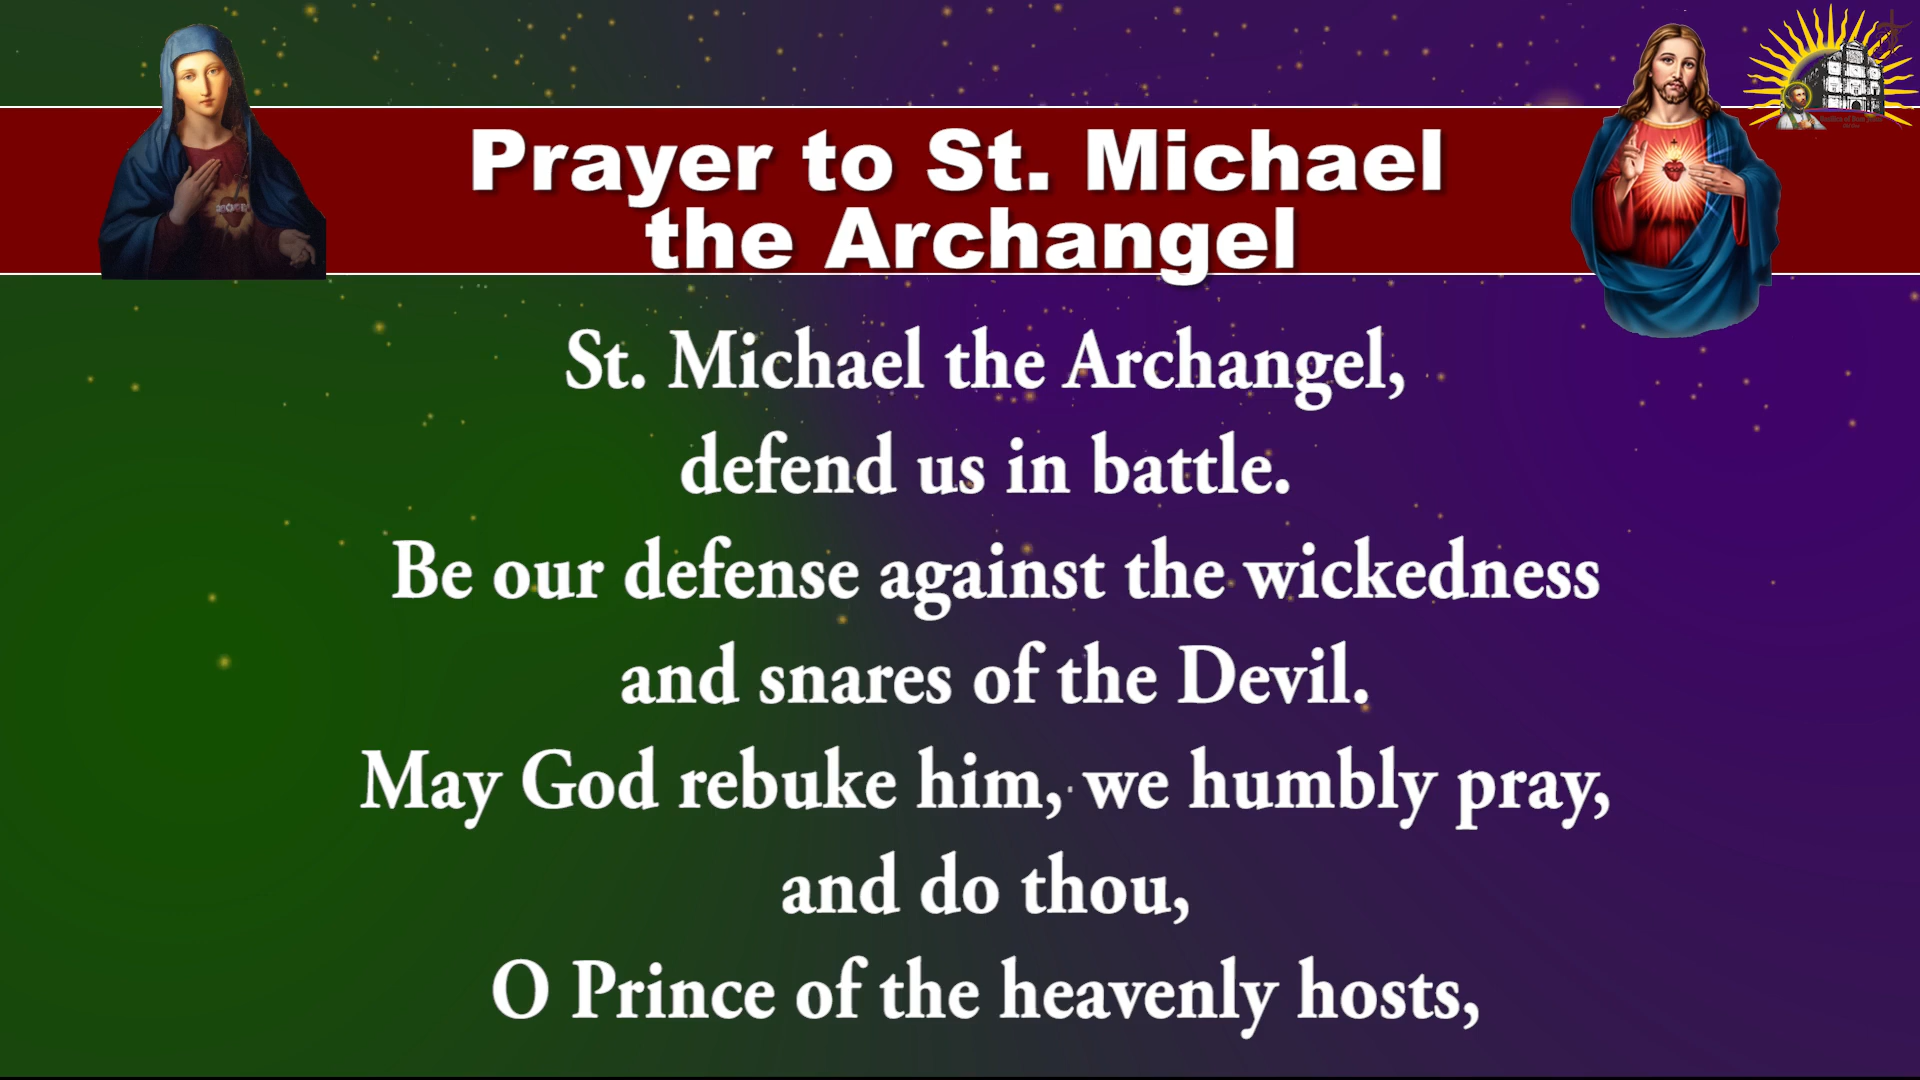 Prayer to St. Michael
the Archangel
St. Michael the Archangel,
defend us in battle.
Be our defense against the wickedness
and snares of the Devil.
May God rebuke him, we humbly pray,
and do thou,
O Prince of the heavenly hosts,